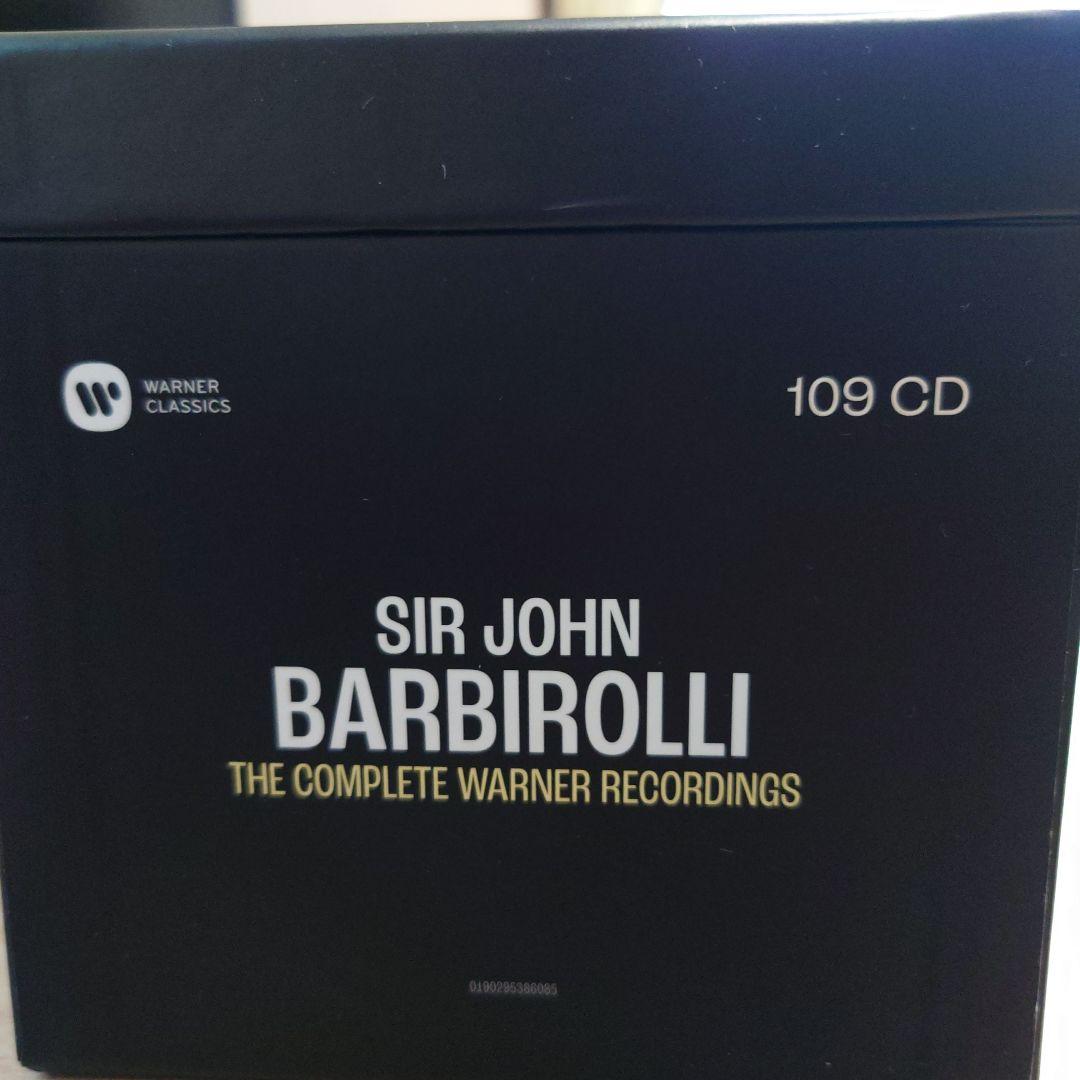 WARNER
CLASSICS
109 CD
SIR JOHN
BARBIROLLI
THE COMPLETE WARNER RECORDINGS
0190295386085